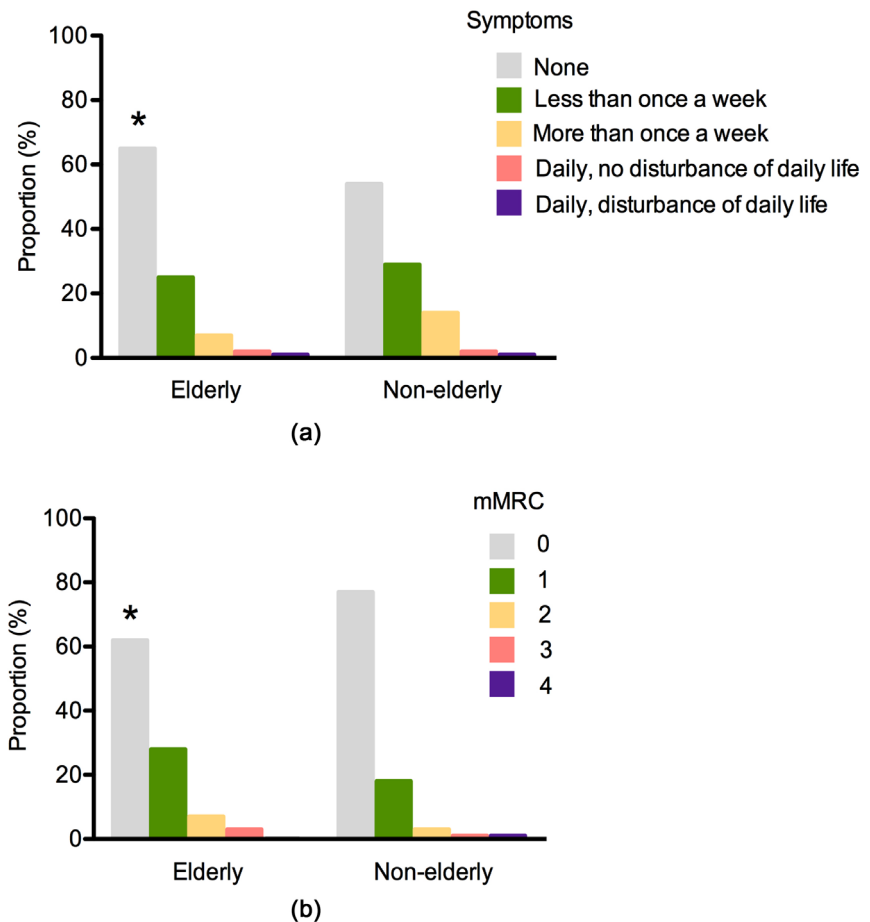 Symptoms
None
Less than once a week
More than once a week
Daily, no disturbance of daily life
Daily, disturbance of daily life
Proportion (%)
100
80
60
40
20
0
*
Elderly
Non-elderly
(a)
mMRC
0
1
2
3
4
Proportion (%)
100
80
60
40
20
0
*
Elderly
Non-elderly
(b)